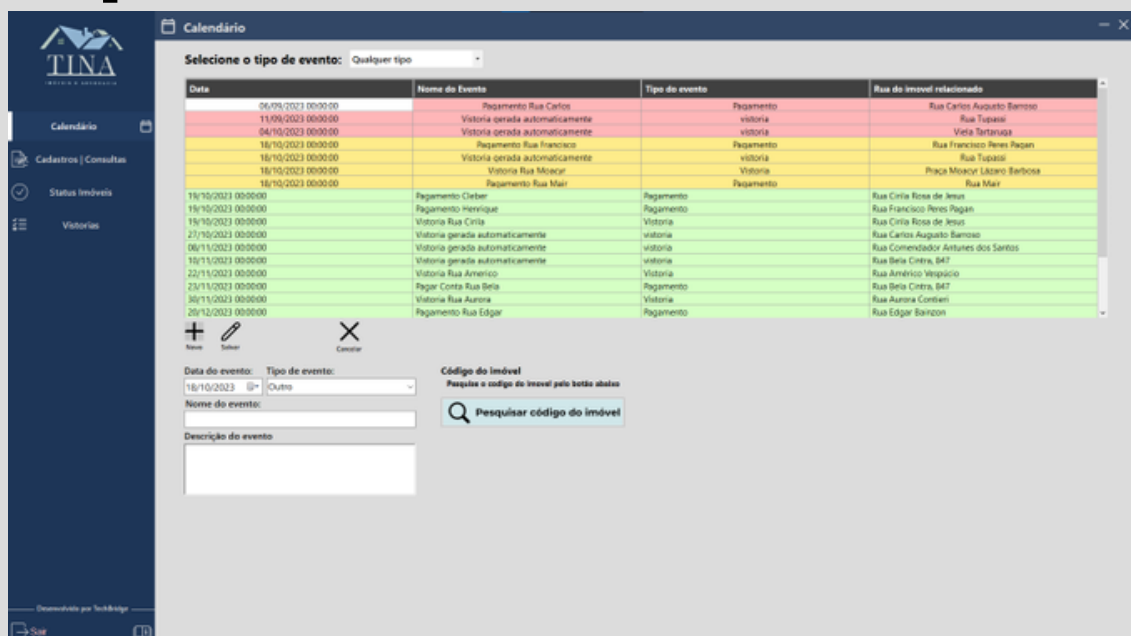 TINA
IMÓVEIS E ADVOCACIA
Calendário
Cadastros | Consultas
Status Imóveis
Vistorias
Desenvolvido por TechBridge
Sair
Calendário
Selecione o tipo de evento: Qualquer tipo
Data Nome do Evento Tipo do evento Rua do imovel relacionado
06/09/2023 00:00:00 Pagamento Rua Carlos Pagamento Rua Carlos Augusto Barroso
11/09/2023 00:00:00 Vistoria gerada automaticamente vistoria Rua Tupassi
04/10/2023 00:00:00 Vistoria gerada automaticamente vistoria Viela Tartaruga
18/10/2023 00:00:00 Pagamento Rua Francisco Pagamento Rua Francisco Peres Pagan
18/10/2023 00:00:00 Vistoria gerada automaticamente vistoria Rua Tupassi
18/10/2023 00:00:00 Vistoria Rua Moacyr Vistoria Praça Moacyr Lázaro Barbosa
18/10/2023 00:00:00 Pagamento Rua Mair Pagamento Rua Mair
19/10/2023 00:00:00 Pagamento Cleber Pagamento Rua Cirila Rosa de Jesus
19/10/2023 00:00:00 Pagamento Henrique Pagamento Rua Francisco Peres Pagan
19/10/2023 00:00:00 Vistoria Rua Cirila Vistoria Rua Cirila Rosa de Jesus
27/10/2023 00:00:00 Vistoria gerada automaticamente vistoria Rua Carlos Augusto Barroso
08/11/2023 00:00:00 Vistoria gerada automaticamente vistoria Rua Comendador Antunes dos Santos
10/11/2023 00:00:00 Vistoria gerada automaticamente vistoria Rua Bela Cintra, 847
22/11/2023 00:00:00 Vistoria Rua Americo Vistoria Rua Américo Vespúcio
23/11/2023 00:00:00 Pagar Conta Rua Bela Pagamento Rua Bela Cintra, 847
30/11/2023 00:00:00 Vistoria Rua Aurora Vistoria Rua Aurora Contieri
20/12/2023 00:00:00 Pagamento Rua Edgar Pagamento Rua Edgar Bainzon
Novo Salvar Cancelar
Data do evento: Tipo de evento: Código do imóvel
Pesquise o codigo do imovel pelo botão abaixo
18/10/2023 Outro
Nome do evento:
Pesquisar código do imóvel
Descrição do evento